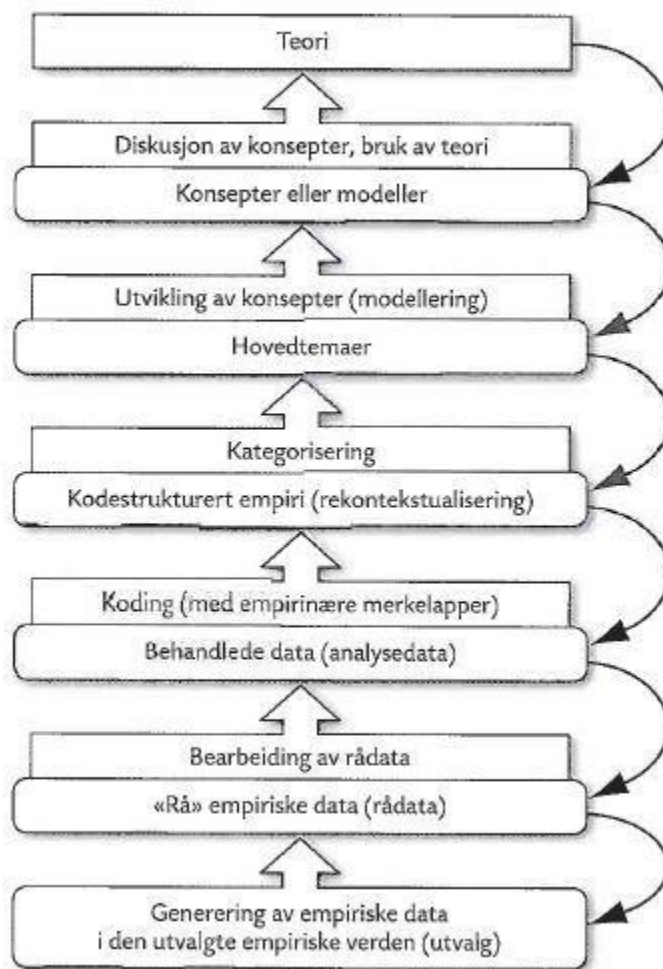 Teori
Diskusjon av konsepter, bruk av teori
Konsepter eller modeller
Utvikling av konsepter (modellering)
Hovedtemaer
Kategorisering
Kodestrukturert empiri (rekontekstualisering)
Koding (med empirinære merkelapper)
Behandlede data (analysedata)
Bearbeiding av rådata
«Rå» empiriske data (rådata)
Generering av empiriske data
i den utvalgte empiriske verden (utvalg)